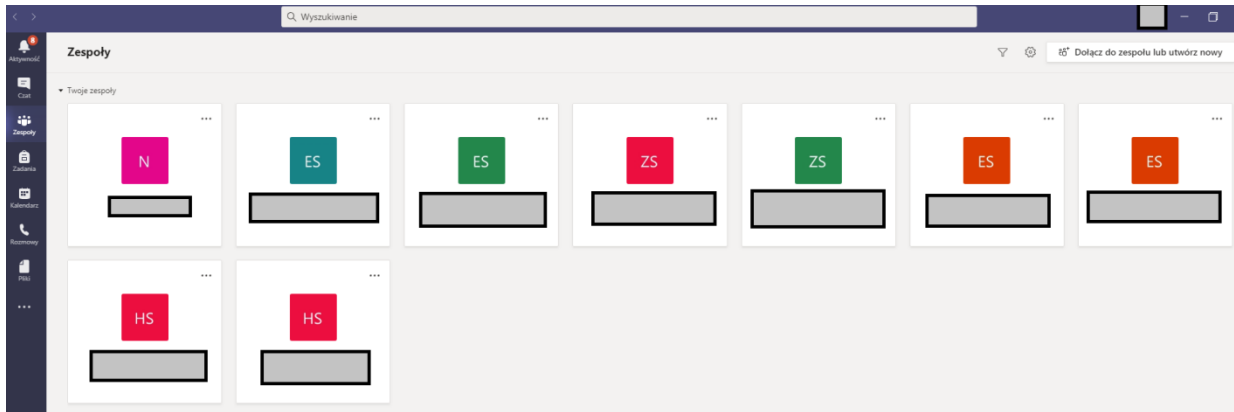 Wyszukiwanie
8
Aktywność
Czat
Zespoły
Zadania
Kalendarz
Rozmowy
Pliki
Zespoły
Dołącz do zespołu lub utwórz nowy
Twoje zespoły
N
ES
ES
ZS
ZS
ES
ES
HS
HS